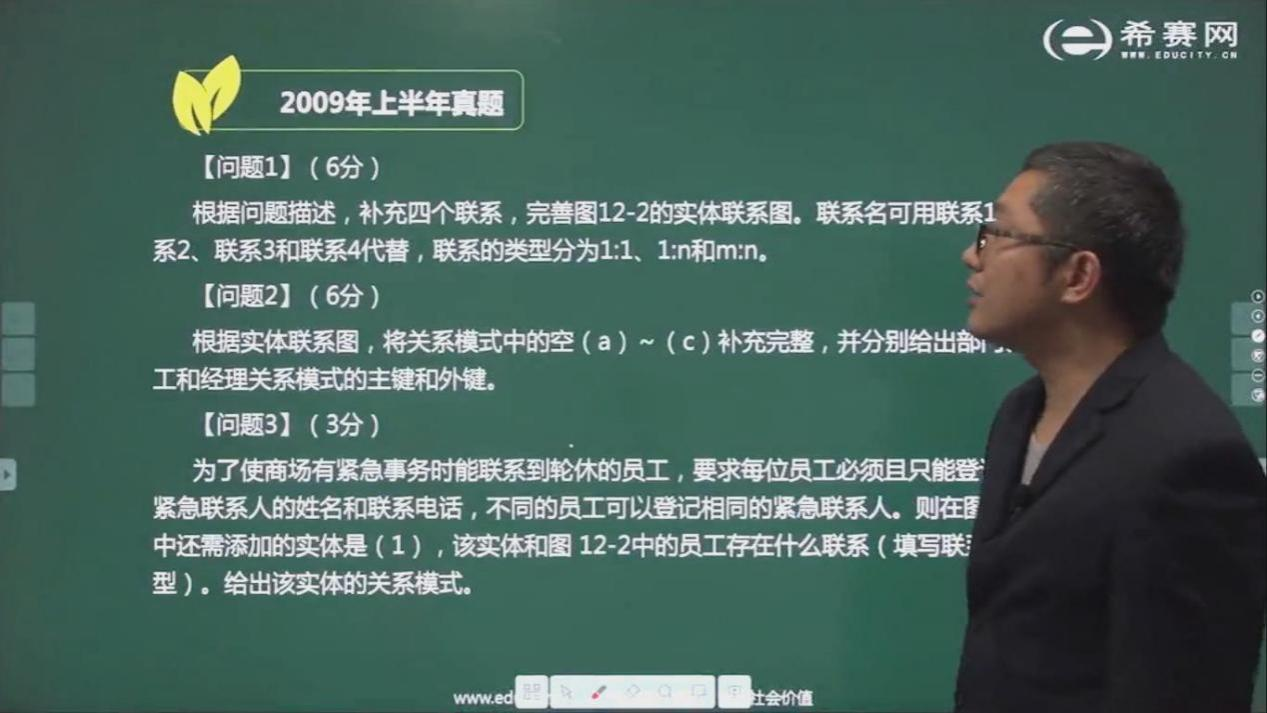 希赛网
WWW.EDUCITY.CN
2009年上半年真题
【问题1】（6分）
根据问题描述，补充四个联系，完善图12-2的实体联系图。联系名可用联系1
系2、联系3和联系4代替，联系的类型分为1:1、1:n和m:n。
【问题2】（6分）
根据实体联系图，将关系模式中的空（a）~（c）补充完整，并分别给出部
工和经理关系模式的主键和外键。
【问题3】（3分）
为了使商场有紧急事务时能联系到轮休的员工，要求每位员工必须且只能登
紧急联系人的姓名和联系电话，不同的员工可以登记相同的紧急联系人。则在
中还需添加的实体是（1），该实体和图 12-2中的员工存在什么联系（填写联
型）。给出该实体的关系模式。
www.ed
社会价值